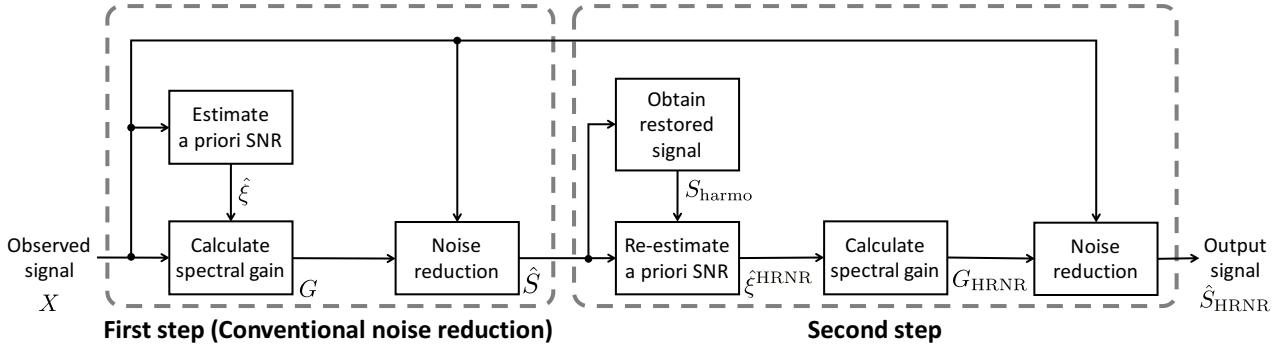 Estimate
a priori SNR
ξ̂
Observed
signal
X
Calculate
spectral gain
G
Noise
reduction
Ŝ
First step (Conventional noise reduction)
Obtain
restored
signal
S_harmo
Re-estimate
a priori SNR
ξ̂^HRNR
Calculate
spectral gain
G_HRNR
Noise
reduction
Output
signal
Ŝ_HRNR
Second step